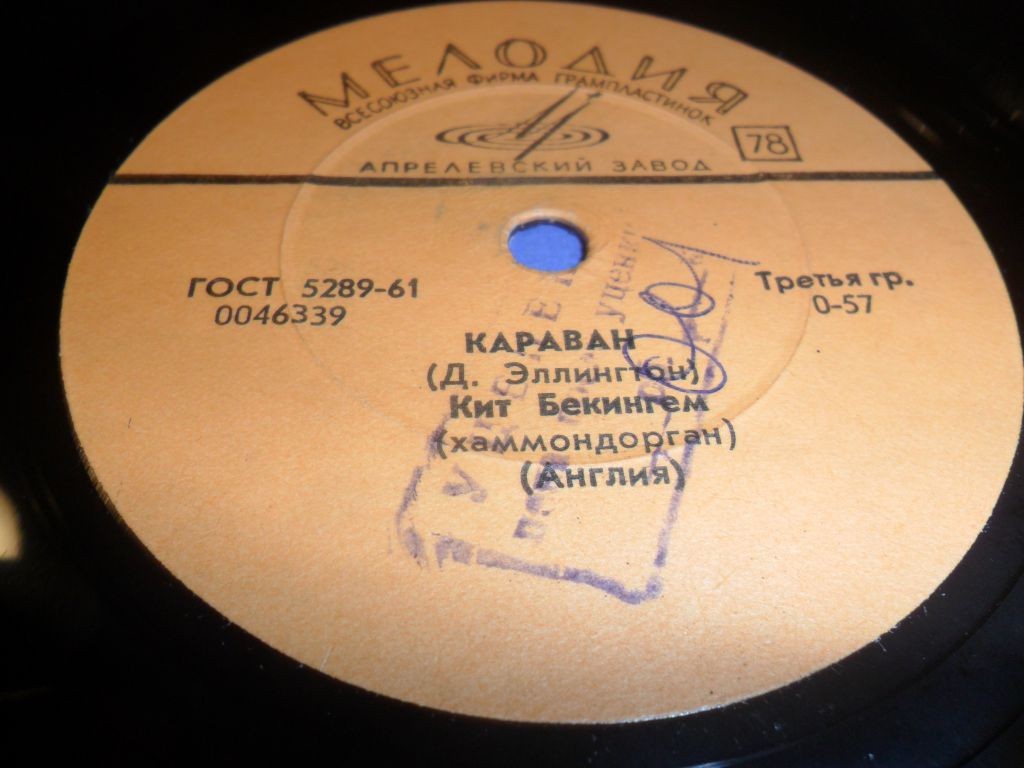 МЕЛОДИЯ
ВСЕСОЮЗНАЯ ФИРМА ГРАМПЛАСТИНОК
78
АПРЕЛЕВСКИЙ ЗАВОД
ГОСТ 5289-61
0046339
Третья гр.
0-57
КАРАВАН
(Д. Эллингтон)
Кит Бекингем
(хаммондорган)
(Англия)